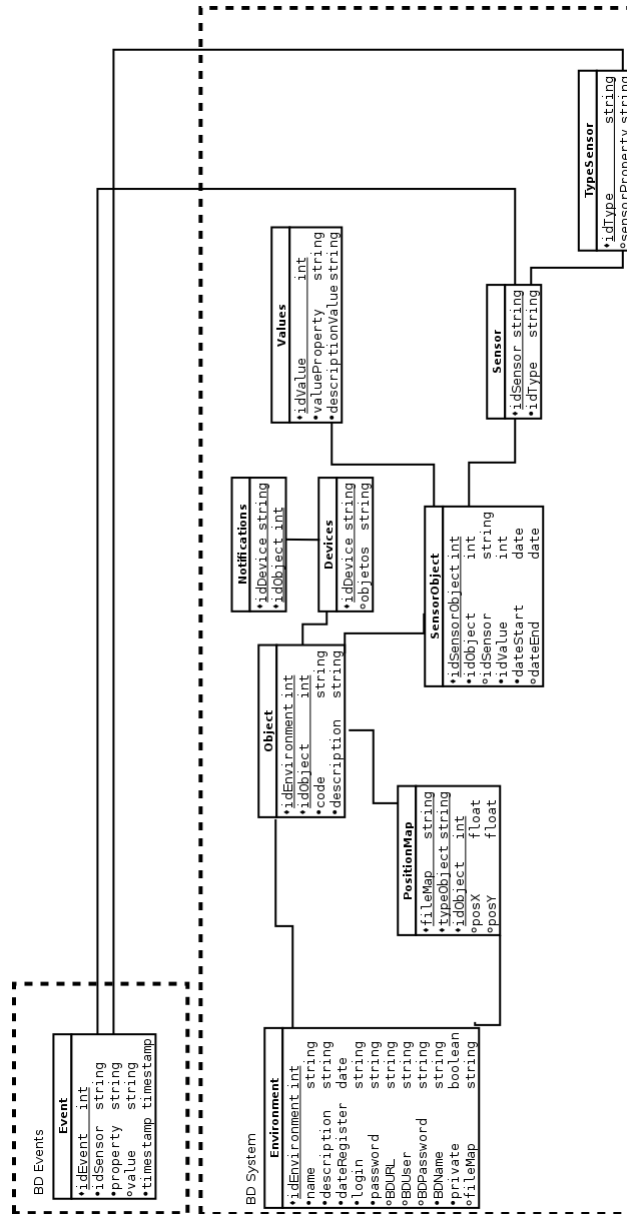 BD Events
Event
•idEvent int
•idSensor string
•property string
°value string
•timestamp timestamp
BD System
Environment
•idEnvironment int
•name string
•description string
•dateRegister date
•login string
•password string
°BDURL string
°BDUser string
°BDPassword string
•BDName string
•private boolean
°fileMap string
Object
•idEnvironment int
•idObject int
•code string
•description string
PositionMap
•fileMap string
•typeObject string
•idObject int
°posX float
°posY float
Notifications
•idDevice string
•idObject int
Devices
•idDevice string
°objetos string
SensorObject
•idSensorObject int
•idObject int
°idSensor string
•idValue int
•dateStart date
°dateEnd date
Values
•idValue int
•valueProperty string
•descriptionValue string
Sensor
•idSensor string
•idType string
TypeSensor
•idType string
°sensorProperty string